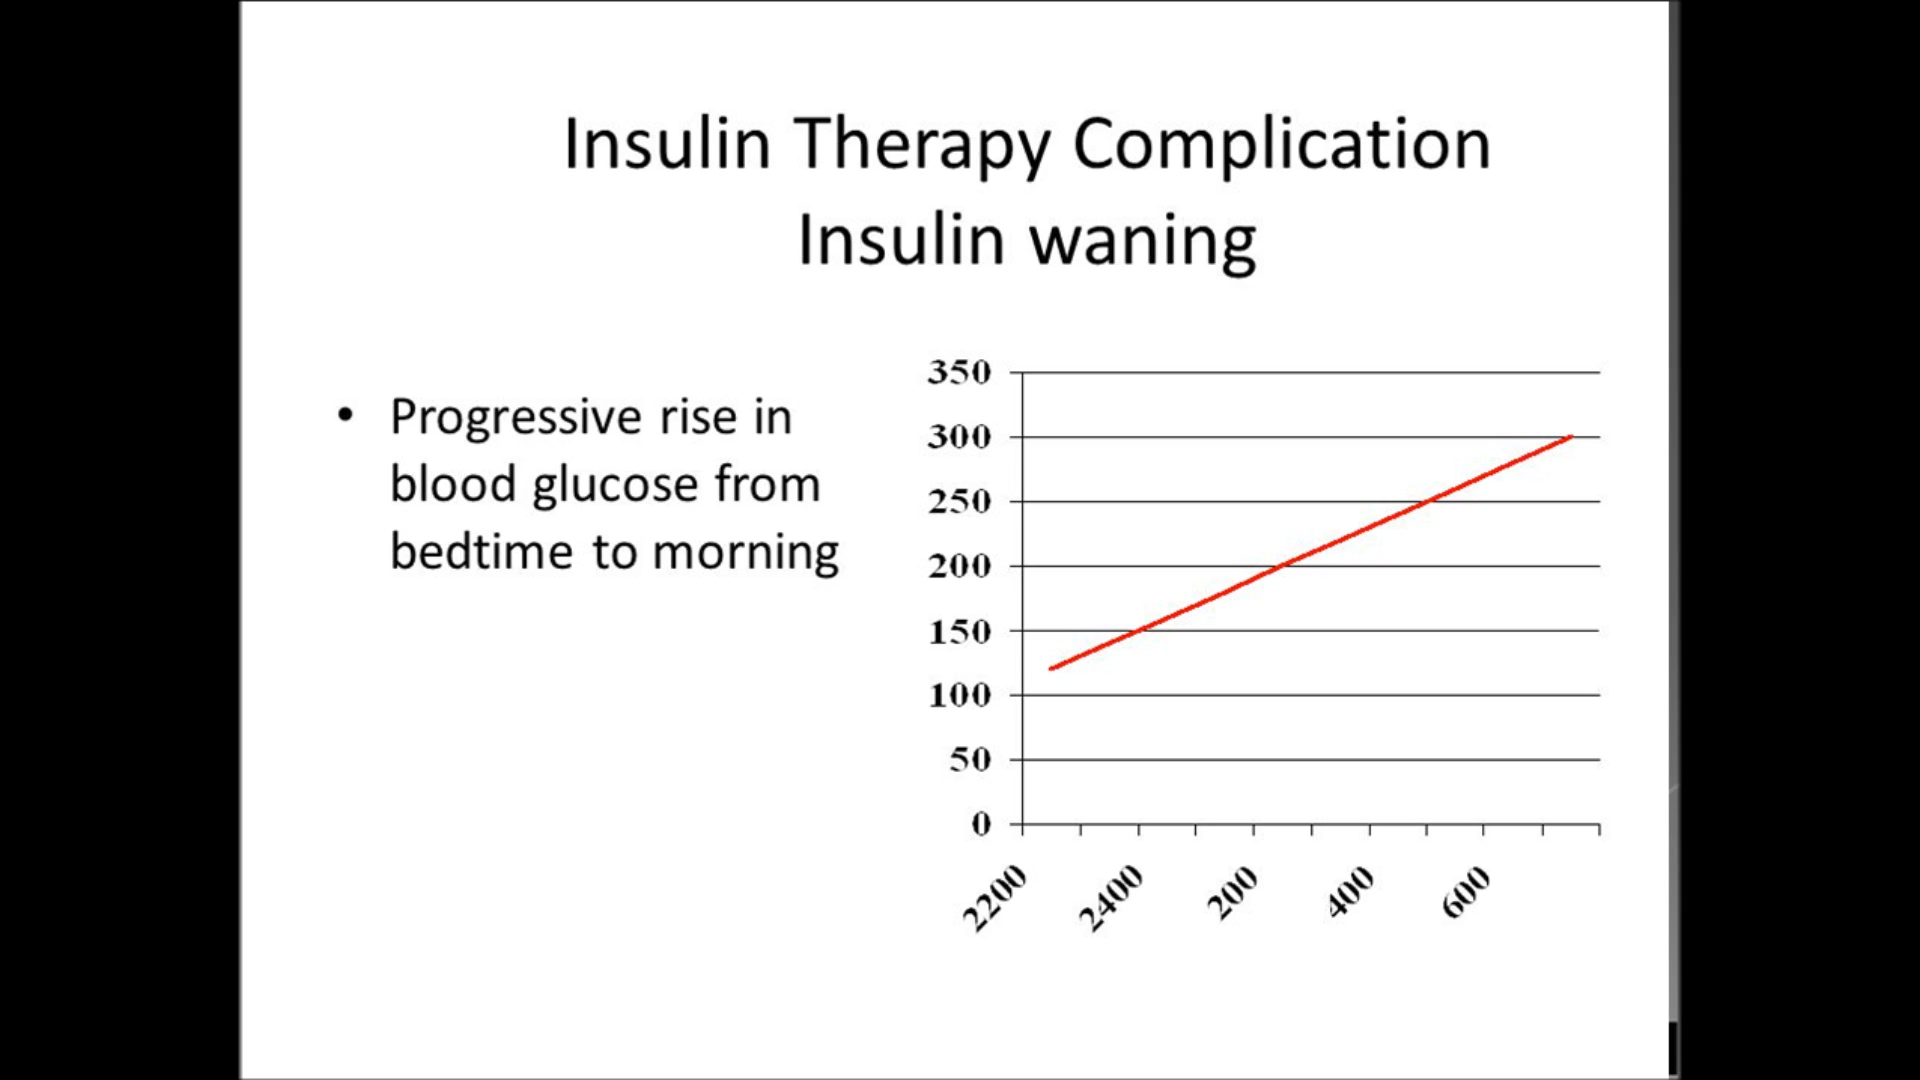 Insulin Therapy Complication
Insulin waning
• Progressive rise in
blood glucose from
bedtime to morning
350
300
250
200
150
100
50
0
2200
2400
200
400
600